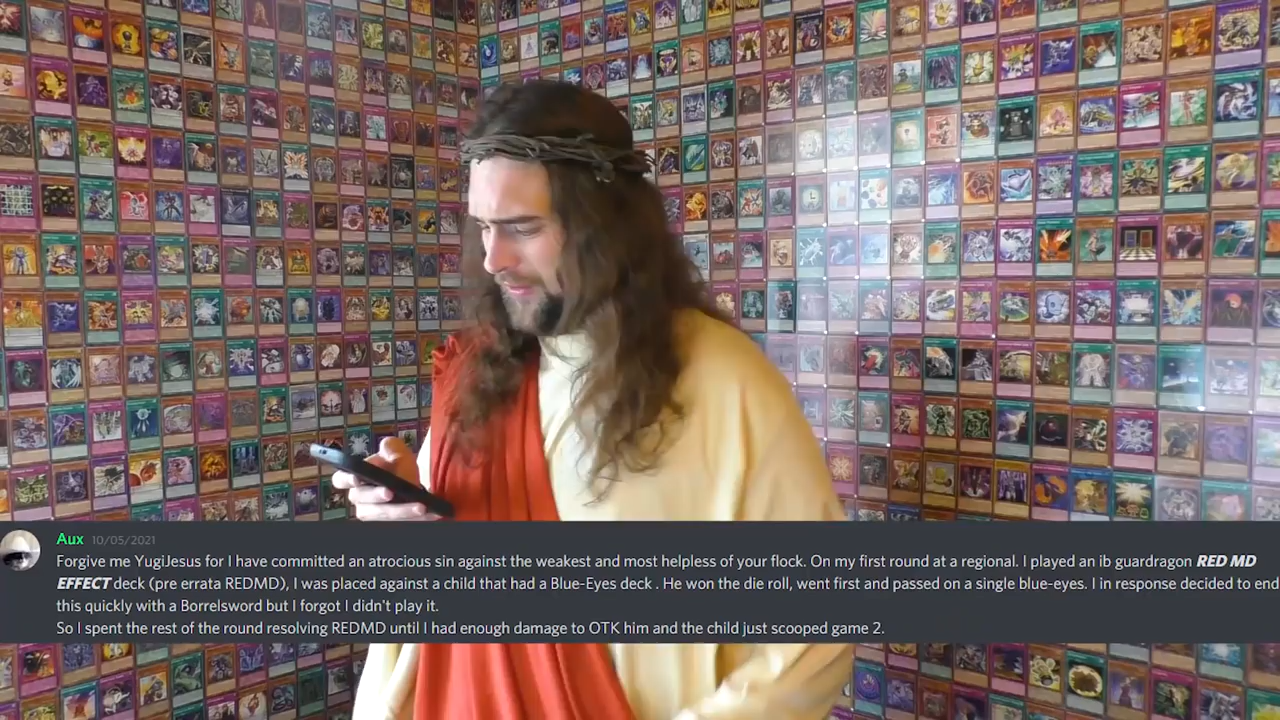 Aux 10/05/2021
Forgive me YugiJesus for I have committed an atrocious sin against the weakest and most helpless of your flock. On my first round at a regional. I played an ib guardragon RED MD
EFFECT deck (pre errata REDMD), I was placed against a child that had a Blue-Eyes deck . He won the die roll, went first and passed on a single blue-eyes. I in response decided to end
this quickly with a Borrelsword but I forgot I didn't play it.
So I spent the rest of the round resolving REDMD until I had enough damage to OTK him and the child just scooped game 2.